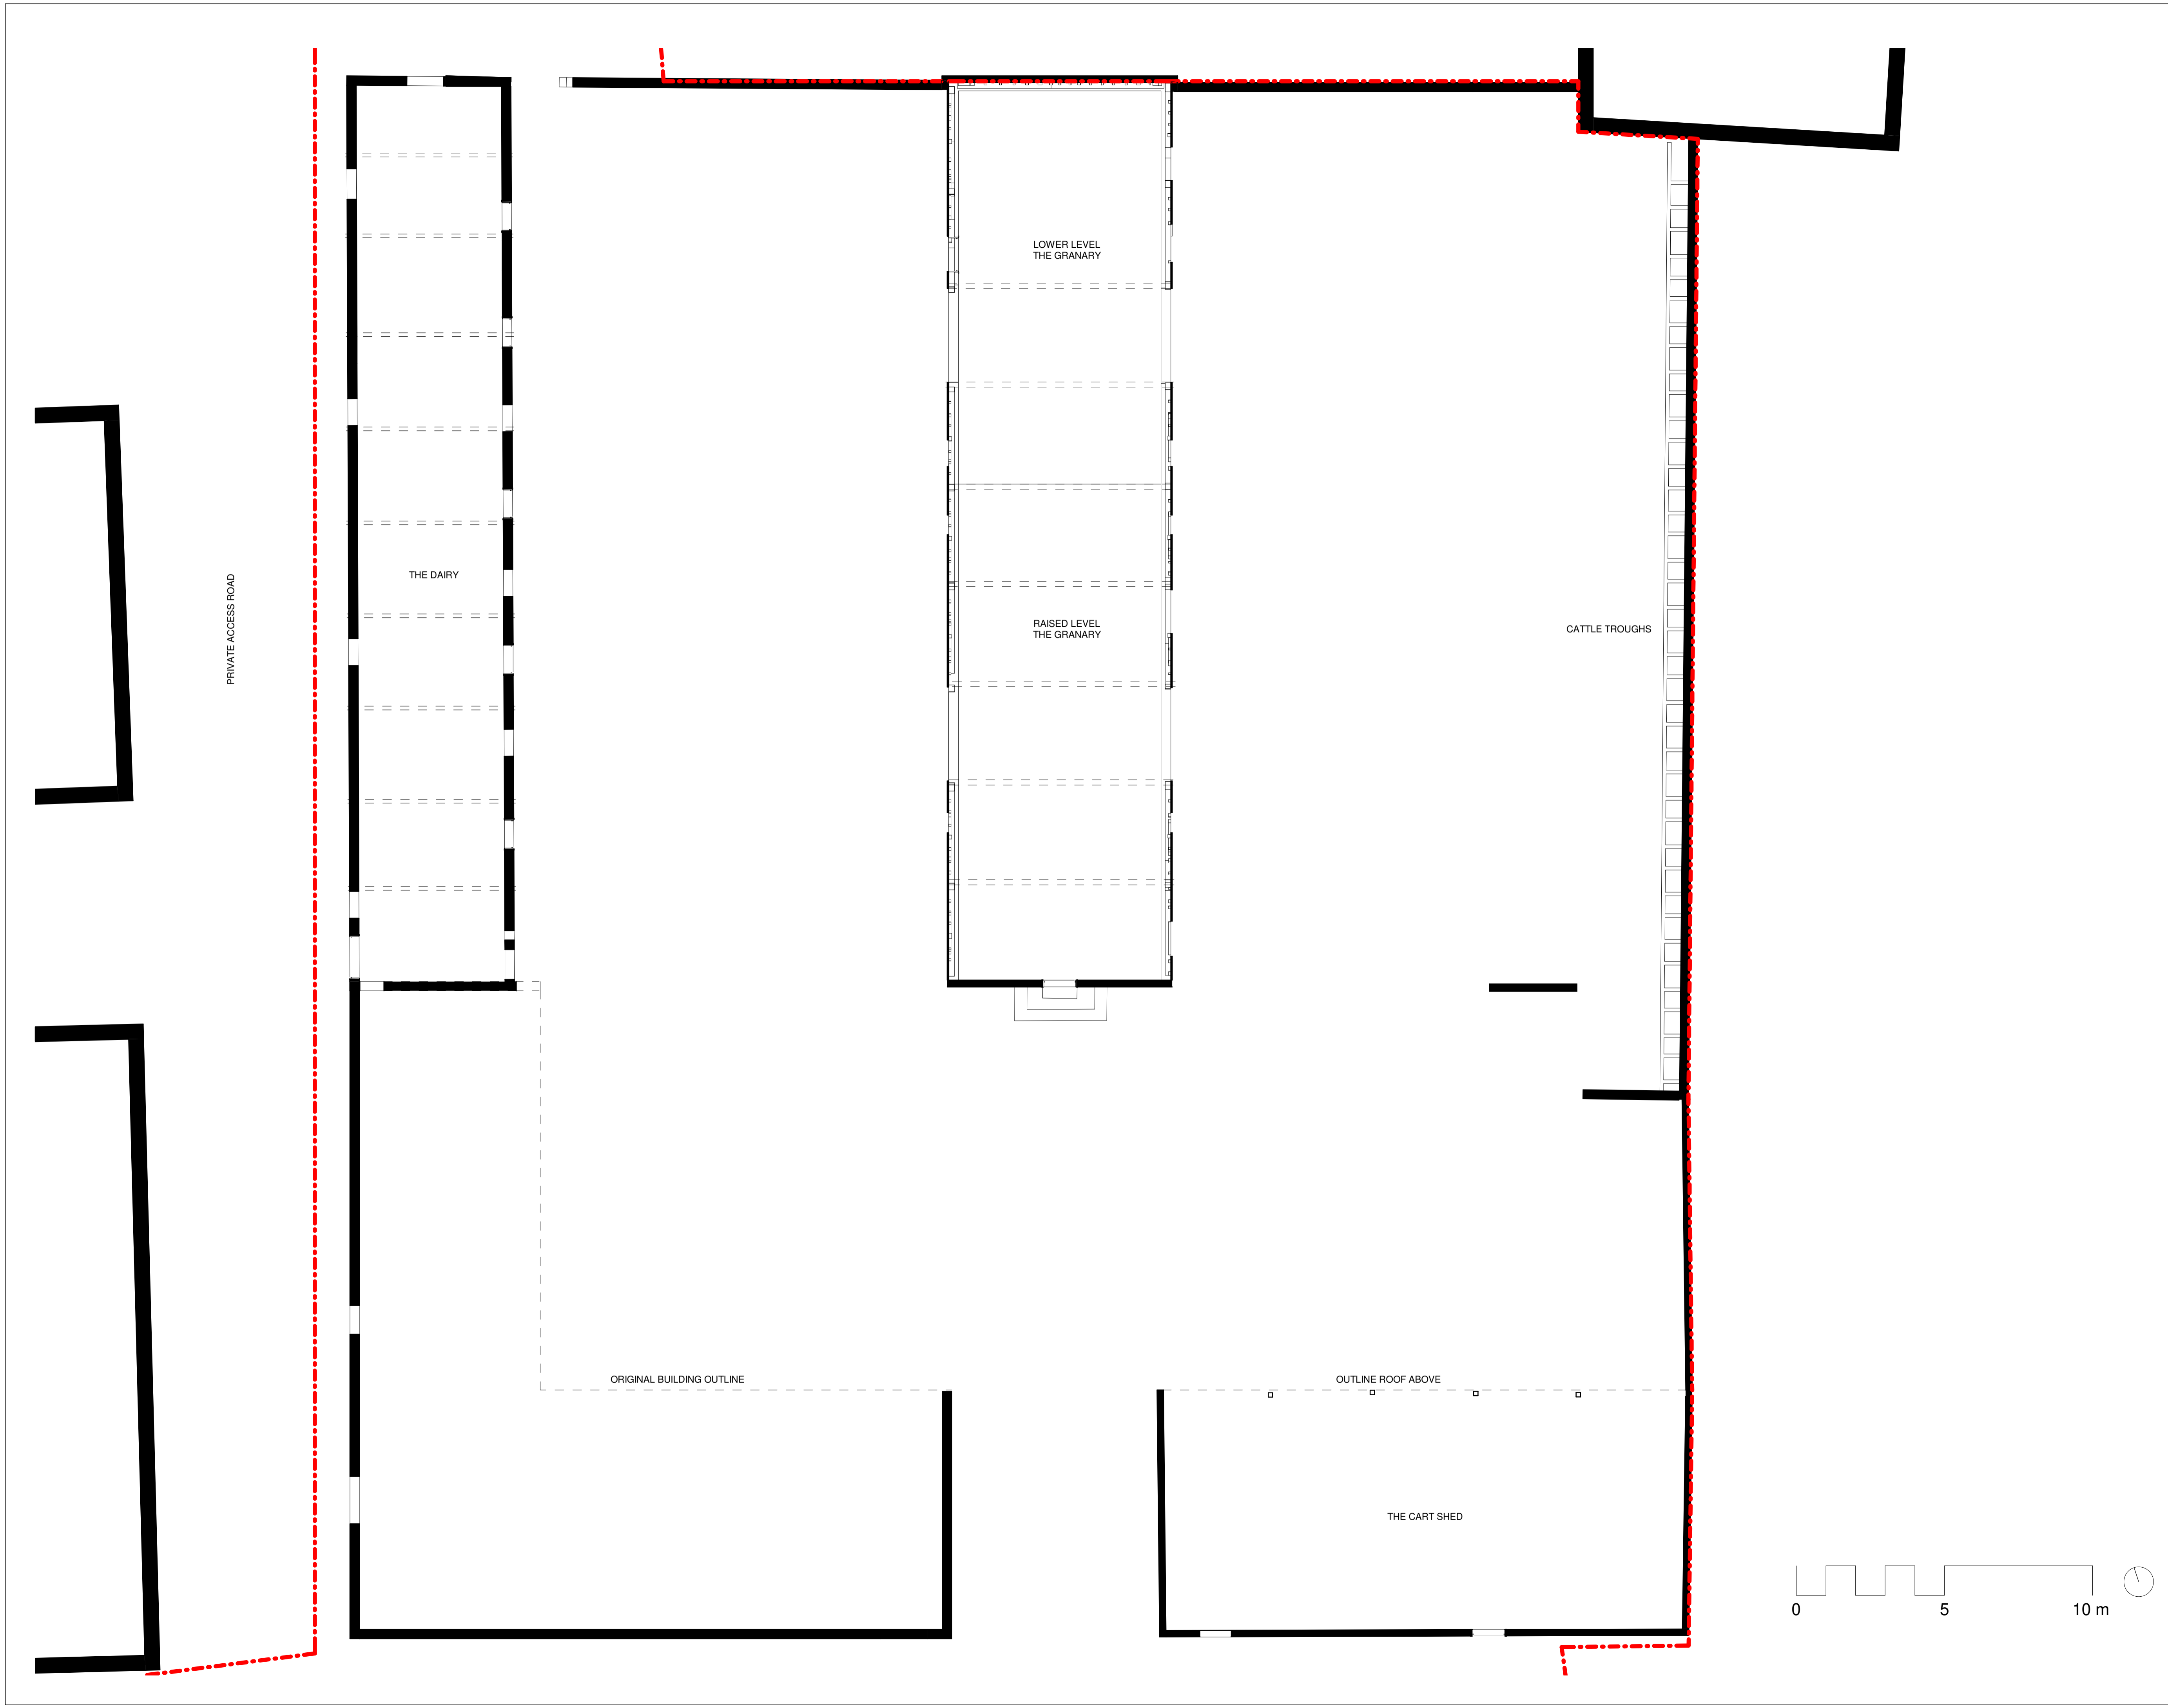 LOWER LEVEL
THE GRANARY
THE DAIRY
PRIVATE ACCESS ROAD
RAISED LEVEL
THE GRANARY
CATTLE TROUGHS
ORIGINAL BUILDING OUTLINE
OUTLINE ROOF ABOVE
THE CART SHED
0 5 10 m